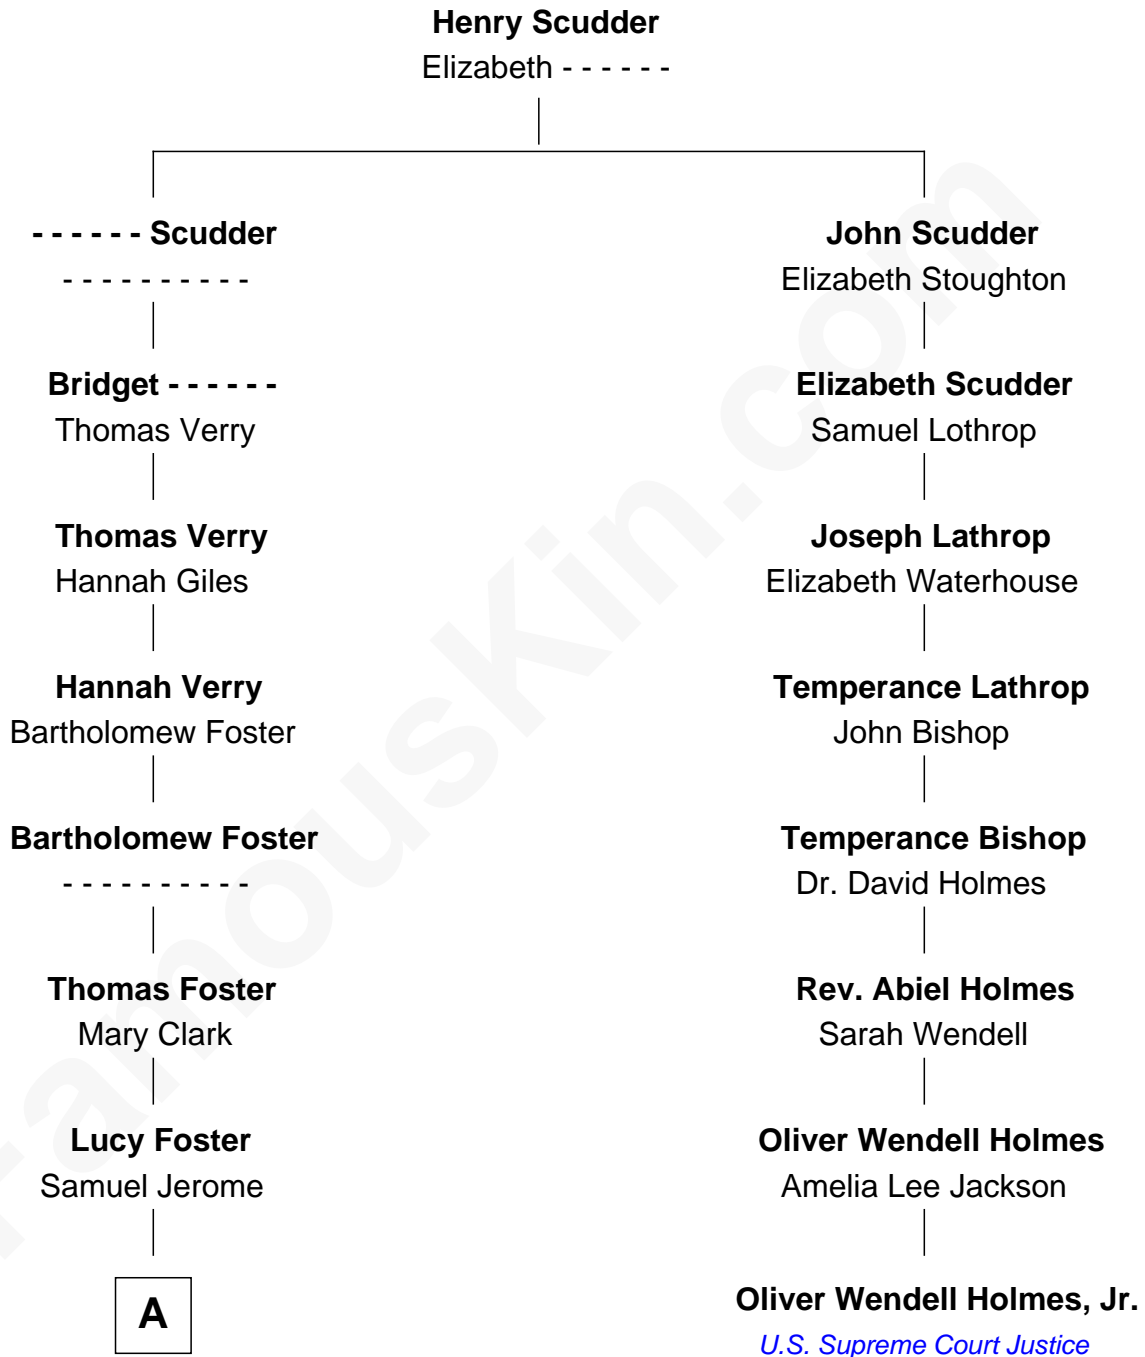 Henry Scudder
Elizabeth - - - - - -
- - - - - - Scudder
- - - - - - - - - -
John Scudder
Elizabeth Stoughton
Bridget - - - - - -
Thomas Verry
Elizabeth Scudder
Samuel Lothrop
Thomas Verry
Hannah Giles
Joseph Lathrop
Elizabeth Waterhouse
Hannah Verry
Bartholomew Foster
Temperance Lathrop
John Bishop
Bartholomew Foster
- - - - - - - - - -
Temperance Bishop
Dr. David Holmes
Thomas Foster
Mary Clark
Rev. Abiel Holmes
Sarah Wendell
Lucy Foster
Samuel Jerome
Oliver Wendell Holmes
Amelia Lee Jackson
A
Oliver Wendell Holmes, Jr.
U.S. Supreme Court Justice
FamousKin.com